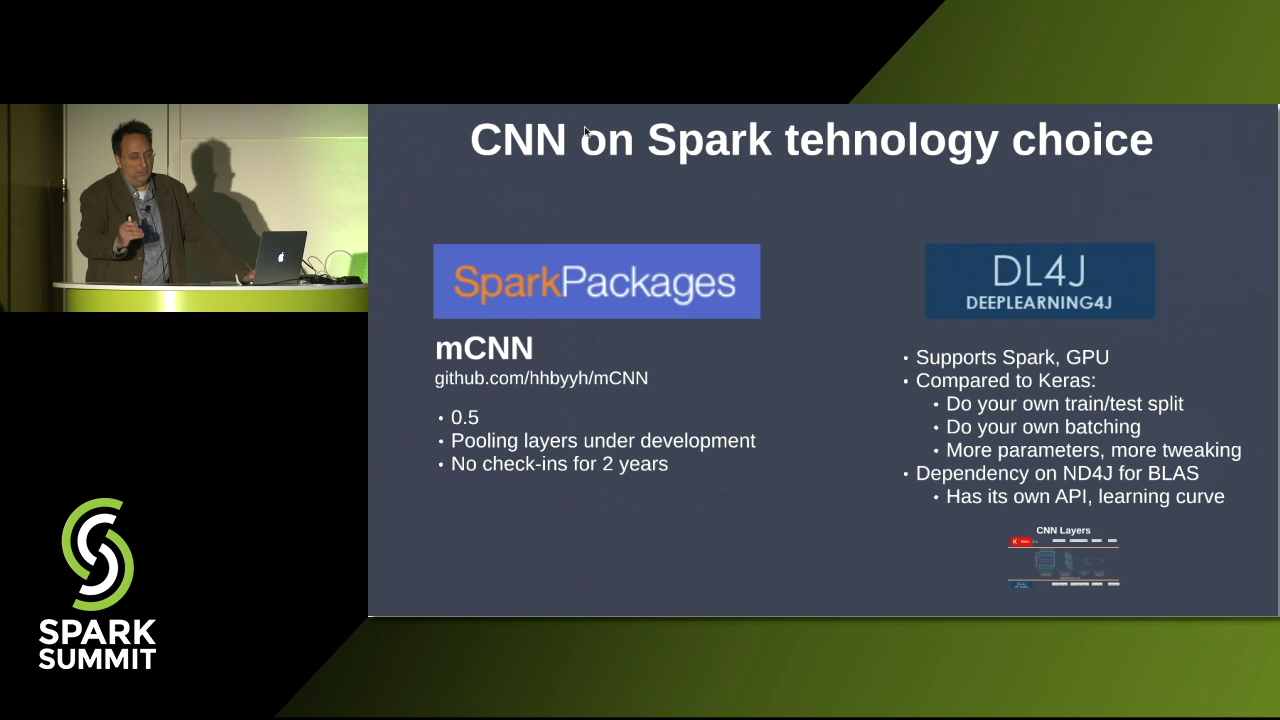 CNN on Spark tehnology choice
SparkPackages
mCNN
github.com/hhbyyh/mCNN
• 0.5
• Pooling layers under development
• No check-ins for 2 years
DL4J
DEEPLEARNING4J
• Supports Spark, GPU
• Compared to Keras:
• Do your own train/test split
• Do your own batching
• More parameters, more tweaking
• Dependency on ND4J for BLAS
• Has its own API, learning curve
CNN Layers
SPARK
SUMMIT